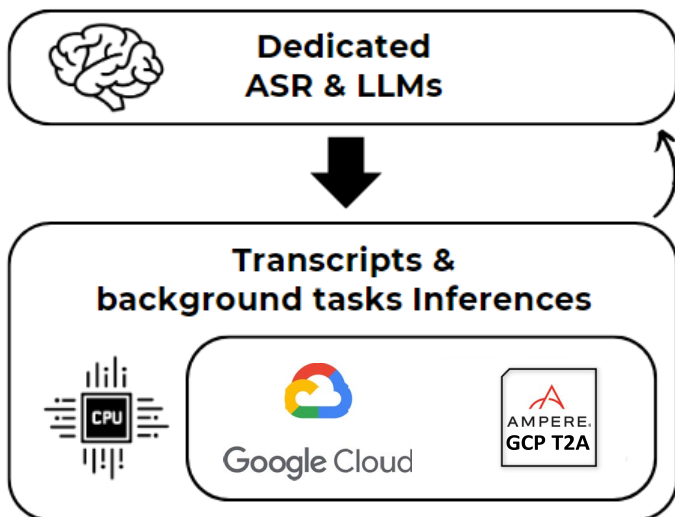 Dedicated
ASR & LLMs
Transcripts &
background tasks Inferences
CPU
Google Cloud
AMPERE.
GCP T2A